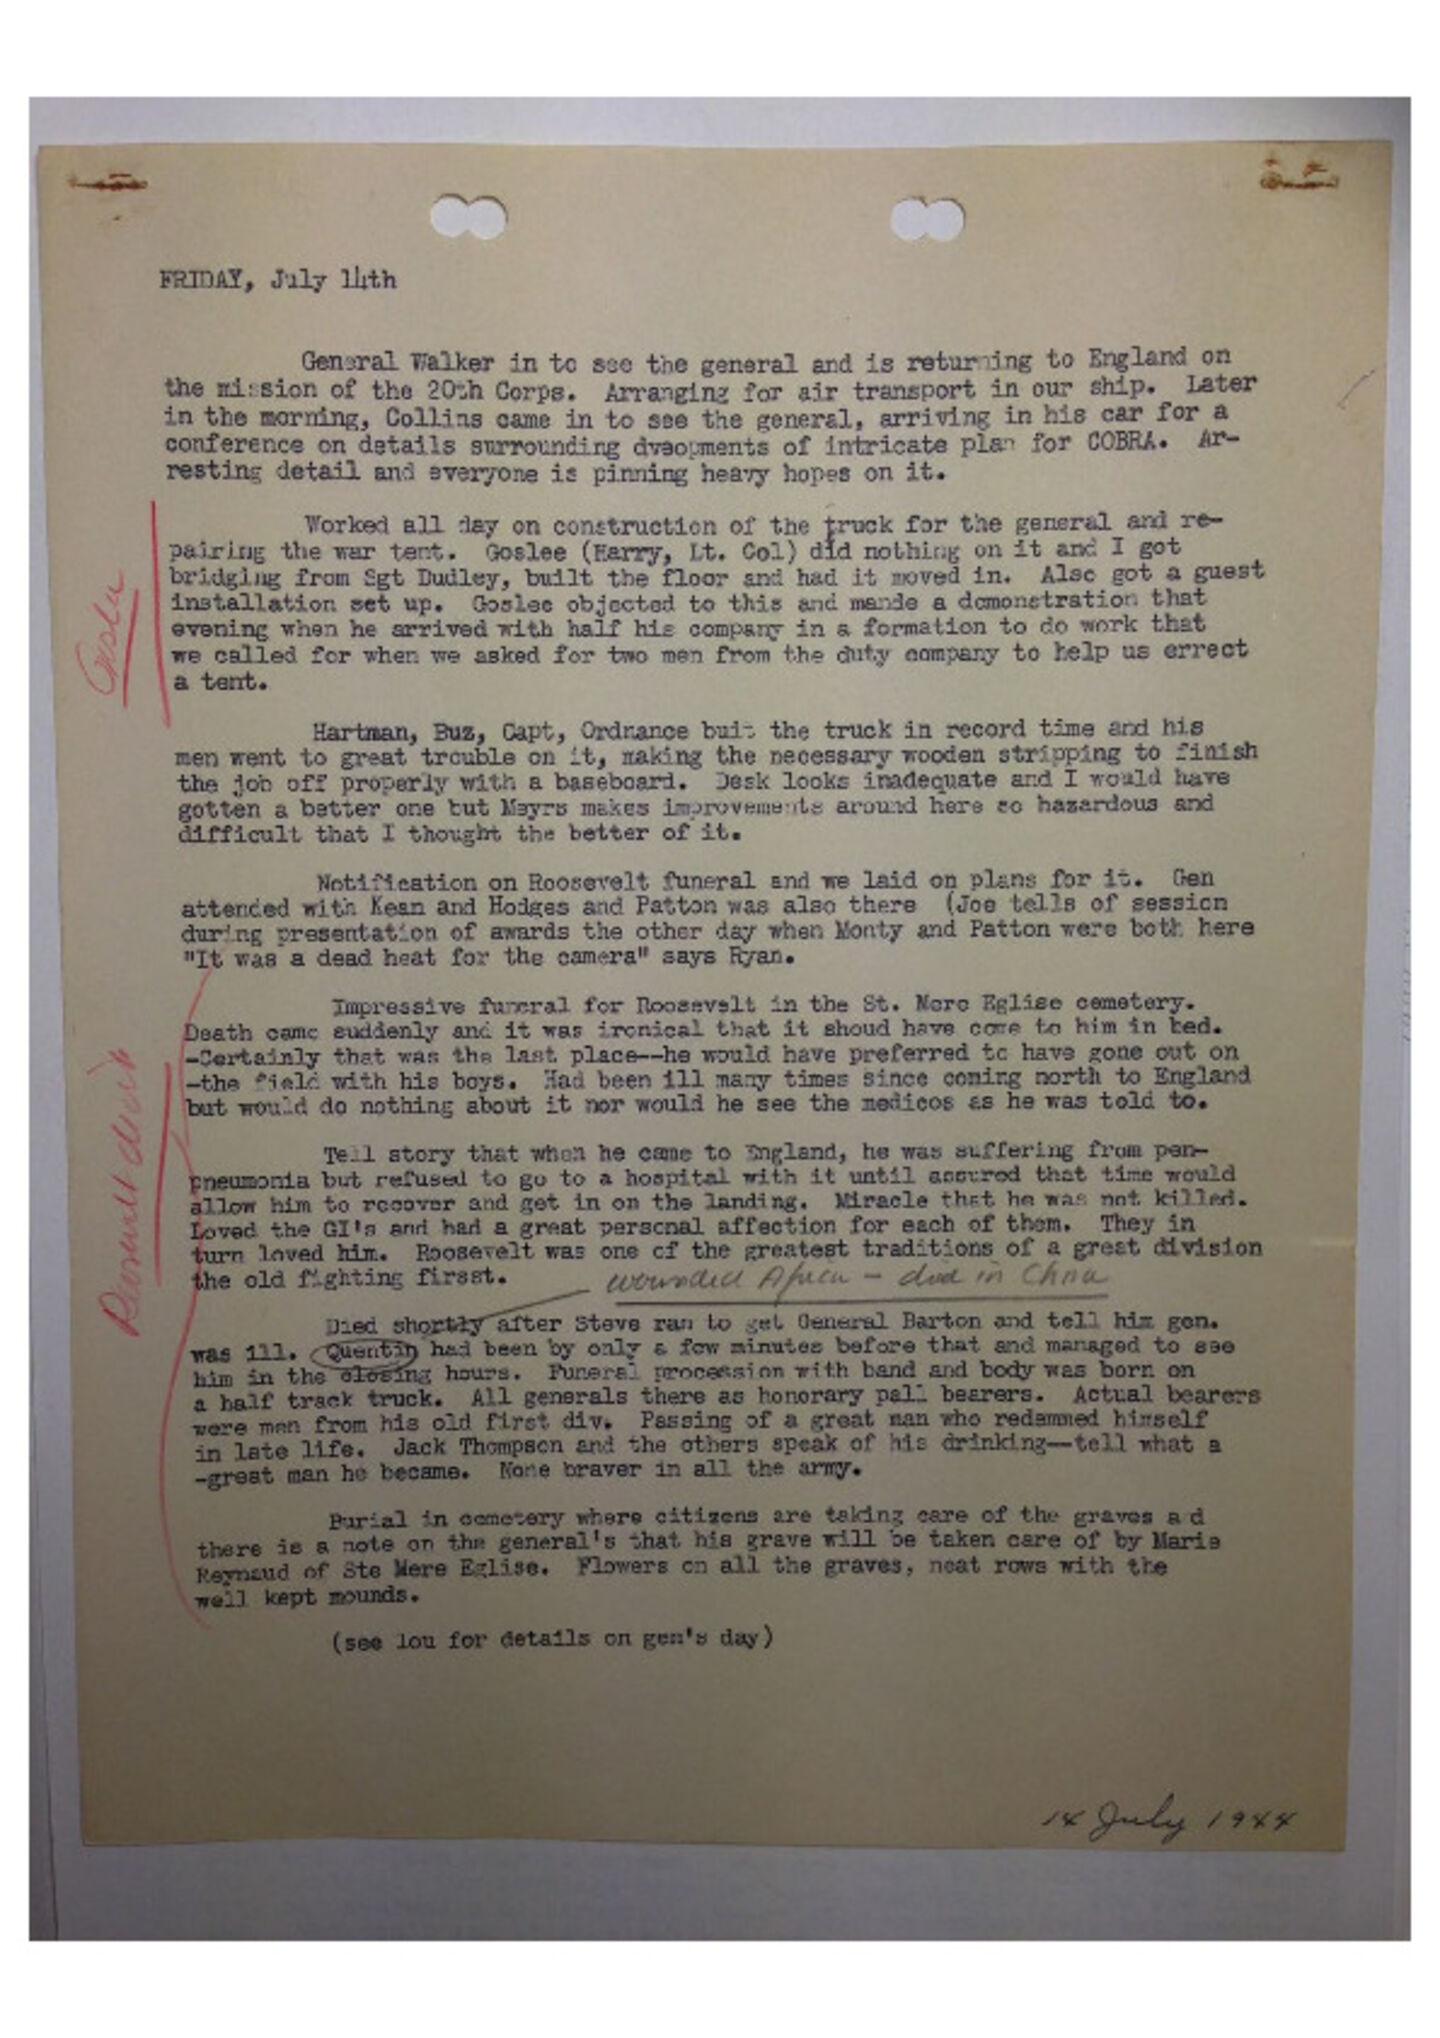 FRIDAY, July 14th
General Walker in to see the general and is returning to England on
the mission of the 20th Corps. Arranging for air transport in our ship. Later
in the morning, Collins came in to see the general, arriving in his car for a
conference on details surrounding dveopments of intricate plan for COBRA. Ar-
resting detail and everyone is pinning heavy hopes on it.
Worked all day on construction of the truck for the general and re-
pairing the war tent. Goslee (Harry, Lt. Col) did nothing on it and I got
bridging from Sgt Dudley, built the floor and had it moved in. Also got a guest
installation set up. Goslee objected to this and mande a demonstration that
evening when he arrived with half his company in a formation to do work that
we called for when we asked for two men from the duty company to help us errect
a tent.
Goslee
Hartman, Buz, Capt, Ordnance buit the truck in record time and his
men went to great trouble on it, making the necessary wooden stripping to finish
the job off properly with a baseboard. Desk looks inadequate and I would have
gotten a better one but Meyrs makes improvements around here so hazardous and
difficult that I thought the better of it.
Notification on Roosevelt funeral and we laid on plans for it. Gen
attended with Kean and Hodges and Patton was also there (Joe tells of session
during presentation of awards the other day when Monty and Patton were both here
"It was a dead heat for the camera" says Ryan.
Impressive funeral for Roosevelt in the St. Mere Eglise cemetery.
Death came suddenly and it was ironical that it shoud have come to him in bed.
-Certainly that was the last place--he would have preferred to have gone out on
-the field with his boys. Had been ill many times since coming north to England
but would do nothing about it nor would he see the medicos as he was told to.
Roosevelt death
Tell story that when he came to England, he was suffering from pen-
pneumonia but refused to go to a hospital with it until assured that time would
allow him to recover and get in on the landing. Miracle that he was not killed.
Loved the GI's and had a great personal affection for each of them. They in
turn loved him. Roosevelt was one of the greatest traditions of a great division
the old fighting firsst. wounded Africa - died in China
Died shortly after Steve ran to get General Barton and tell him gen.
was ill. Quentin had been by only a few minutes before that and managed to see
him in the closing hours. Funeral procession with band and body was born on
a half track truck. All generals there as honorary pall bearers. Actual bearers
were men from his old first div. Passing of a great man who redemmed himself
in late life. Jack Thompson and the others speak of his drinking--tell what a
-great man he became. None braver in all the army.
Burial in cemetery where citizens are taking care of the graves a d
there is a note on the general's that his grave will be taken care of by Marie
Reynaud of Ste Mere Eglise. Flowers on all the graves, neat rows with the
well kept mounds.
(see lou for details on gen's day)
14 July 1944